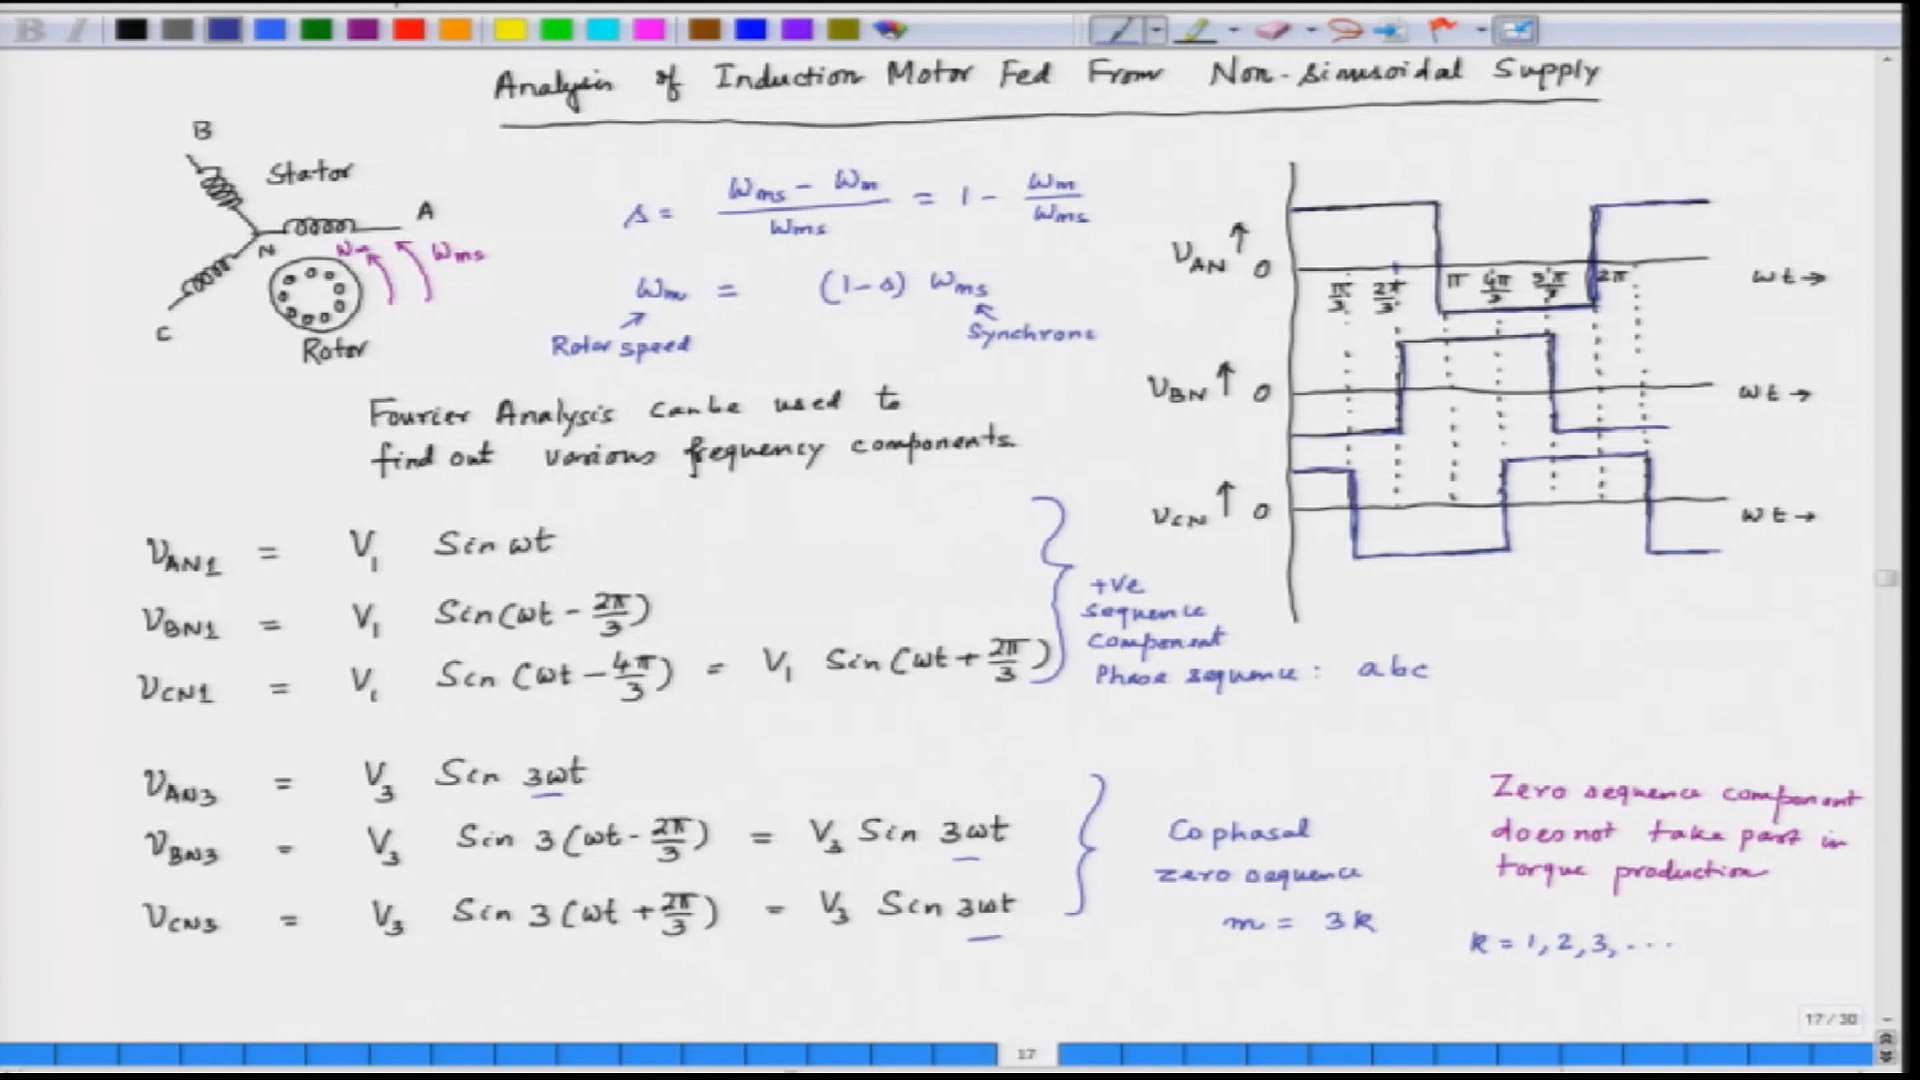 B I
Analysis of Induction Motor Fed From Non-sinusoidal Supply
B
Stator
A
N
ωm
ωms
C
Rotor
s = (ωms - ωm) / ωms = 1 - ωm / ωms
ωm = (1-s) ωms
Rotor speed
Synchrono
Fourier Analysis can be used to
find out various frequency components
VAN ↑ 0
π/3 2π/3 π 4π/3 2π
ωt →
VBN ↑ 0
ωt →
VCN ↑ 0
ωt →
VAN1 = V1 Sin ωt
VBN1 = V1 Sin(ωt - 2π/3)
VCN1 = V1 Sin(ωt - 4π/3) = V1 Sin(ωt + 2π/3)
+ve
sequence
component
Phase sequence : abc
VAN3 = V3 Sin 3ωt
VBN3 = V3 Sin 3(ωt - 2π/3) = V3 Sin 3ωt
VCN3 = V3 Sin 3(ωt + 2π/3) = V3 Sin 3ωt
Cophasal
zero sequence
m = 3k
Zero sequence component
does not take part in
torque production
k = 1, 2, 3, ...
17 / 30
17